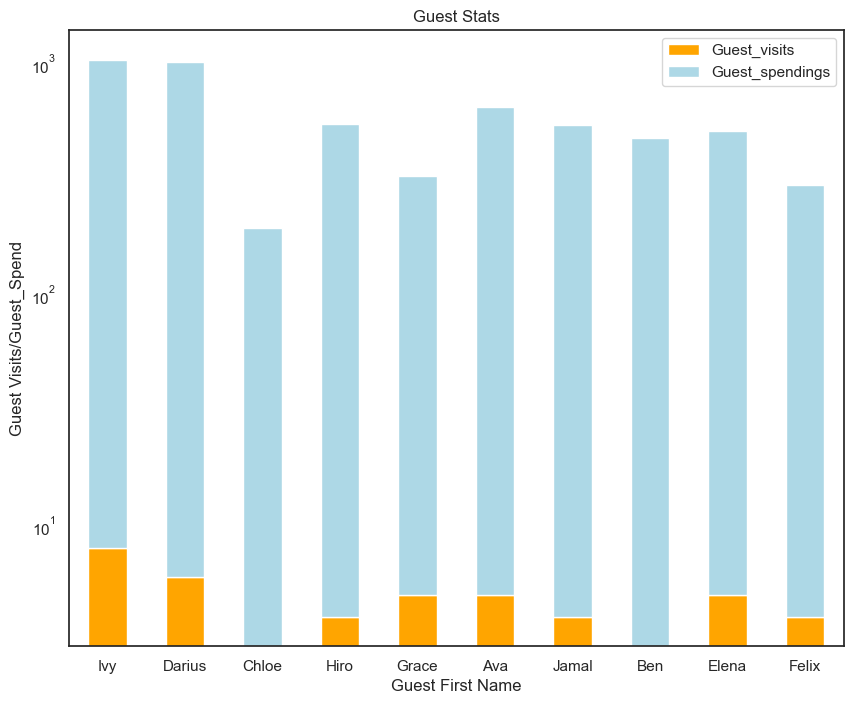 Guest Stats
Guest_visits
Guest_spendings
Guest Visits/Guest_Spend
10³
10²
10¹
Ivy Darius Chloe Hiro Grace Ava Jamal Ben Elena Felix
Guest First Name